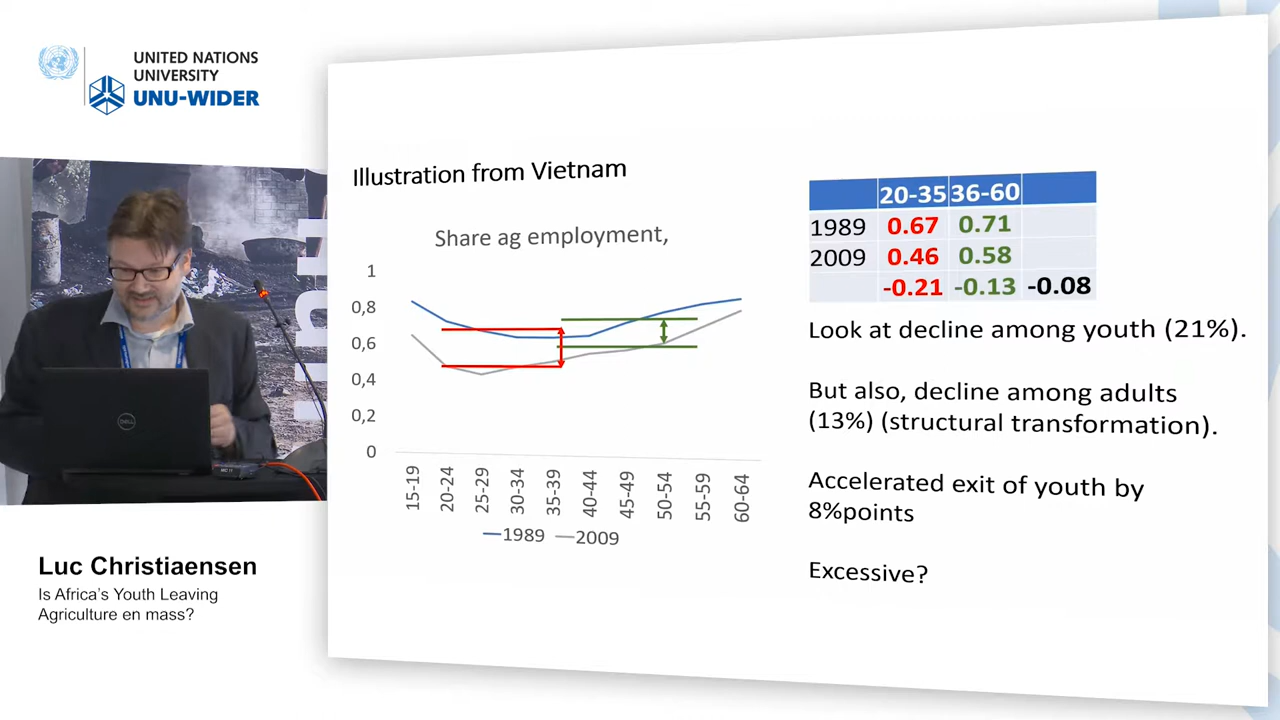 UNITED NATIONS
UNIVERSITY
UNU-WIDER
Luc Christiaensen
Is Africa's Youth Leaving
Agriculture en mass?
Illustration from Vietnam
Share ag employment,
1
0,8
0,6
0,4
0,2
0
15-19
20-24
25-29
30-34
35-39
40-44
45-49
50-54
55-59
60-64
1989 2009
20-35 36-60
1989 0.67 0.71
2009 0.46 0.58
-0.21 -0.13 -0.08
Look at decline among youth (21%).
But also, decline among adults
(13%) (structural transformation).
Accelerated exit of youth by
8%points
Excessive?
DELL
MIC 11